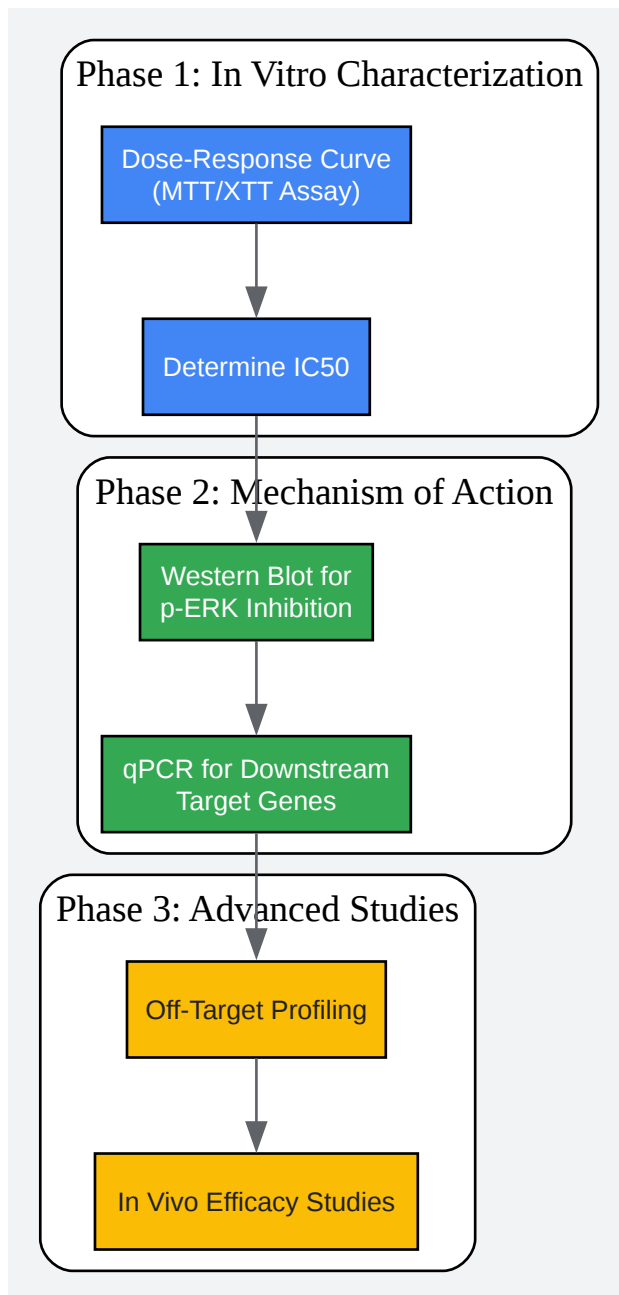 Phase 1: In Vitro Characterization
Dose-Response Curve
(MTT/XTT Assay)
Determine IC50
Phase 2: Mechanism of Action
Western Blot for
p-ERK Inhibition
qPCR for Downstream
Target Genes
Phase 3: Advanced Studies
Off-Target Profiling
In Vivo Efficacy Studies